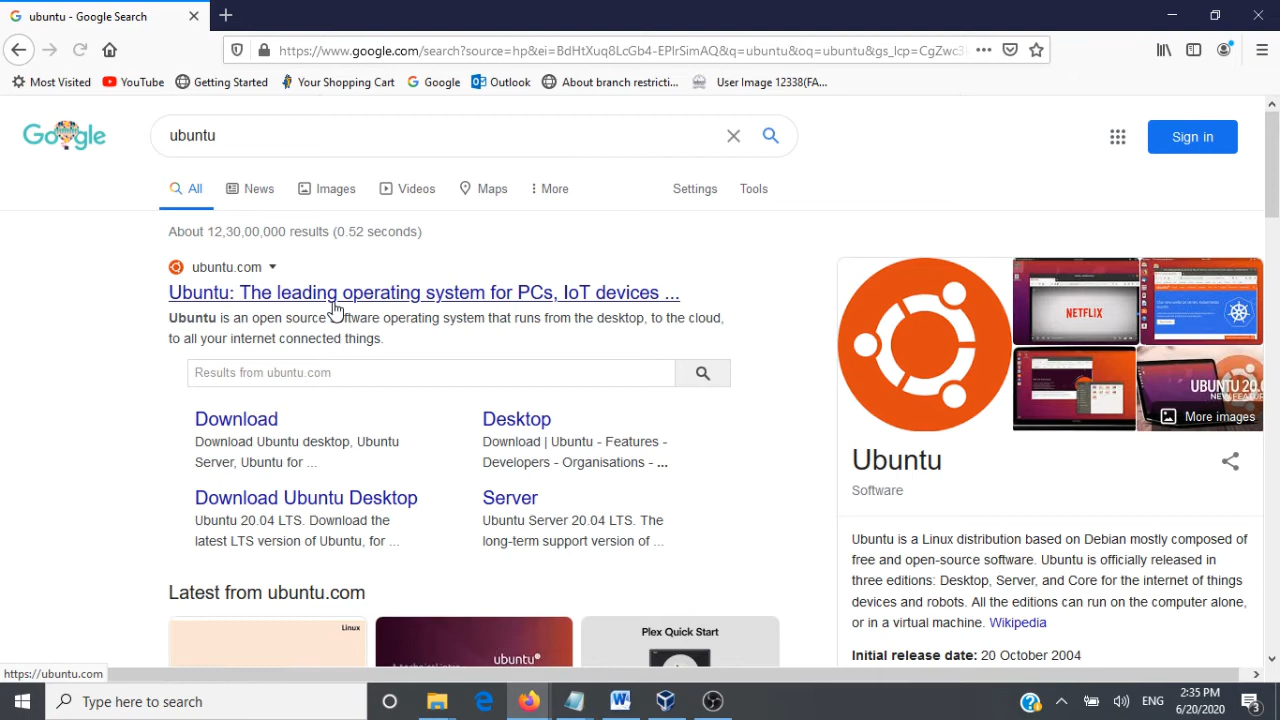 ubuntu - Google Search
https://www.google.com/search?source=hp&ei=BdHtXuq8LcGb4-EPlrSimAQ&q=ubuntu&oq=ubuntu&gs_lcp=CgZwc3
Most Visited YouTube Getting Started Your Shopping Cart Google Outlook About branch restricti... User Image 12338(FA...
Google
ubuntu
Sign in
All News Images Videos Maps More Settings Tools
About 12,30,00,000 results (0.52 seconds)
ubuntu.com
Ubuntu: The leading operating system for PCs, IoT devices ...
Ubuntu is an open source software operating system that runs from the desktop, to the cloud,
to all your internet connected things.
Results from ubuntu.com
Download
Download Ubuntu desktop, Ubuntu
Server, Ubuntu for ...
Desktop
Download | Ubuntu - Features -
Developers - Organisations - ...
Download Ubuntu Desktop
Ubuntu 20.04 LTS. Download the
latest LTS version of Ubuntu, for ...
Server
Ubuntu Server 20.04 LTS. The
long-term support version of ...
Latest from ubuntu.com
Linux
ubuntu
Plex Quick Start
NETFLIX
UBUNTU 20.0
NEW FEATURE
More images
Ubuntu
Software
Ubuntu is a Linux distribution based on Debian mostly composed of
free and open-source software. Ubuntu is officially released in
three editions: Desktop, Server, and Core for the internet of things
devices and robots. All the editions can run on the computer alone,
or in a virtual machine. Wikipedia
Initial release date: 20 October 2004
https://ubuntu.com
Type here to search
ENG
2:35 PM
6/20/2020
3